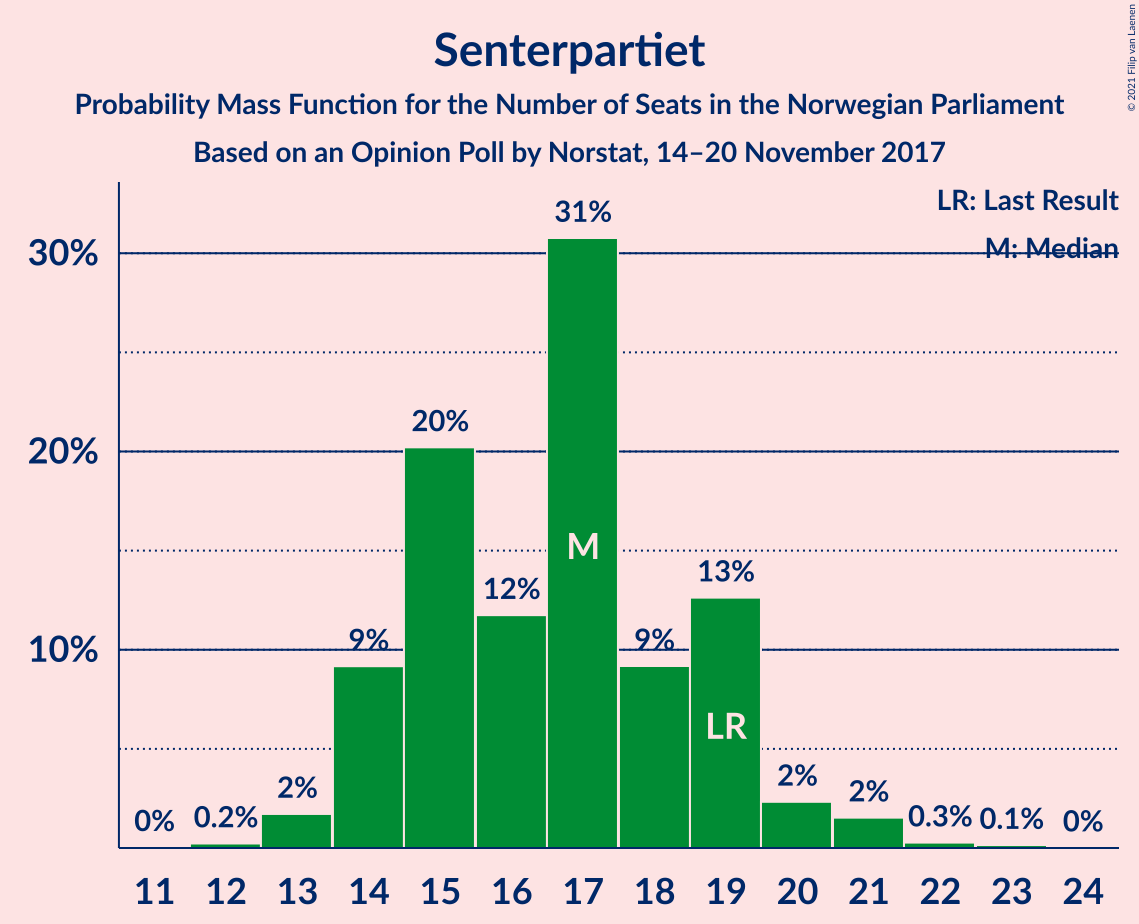 Senterpartiet
Probability Mass Function for the Number of Seats in the Norwegian Parliament
Based on an Opinion Poll by Norstat, 14–20 November 2017
© 2021 Filip van Laenen
LR: Last Result
M: Median
30%
20%
10%
0%
0.2%
2%
9%
20%
12%
31%
9%
13%
2%
2%
0.3%
0.1%
0%
M
LR
11 12 13 14 15 16 17 18 19 20 21 22 23 24